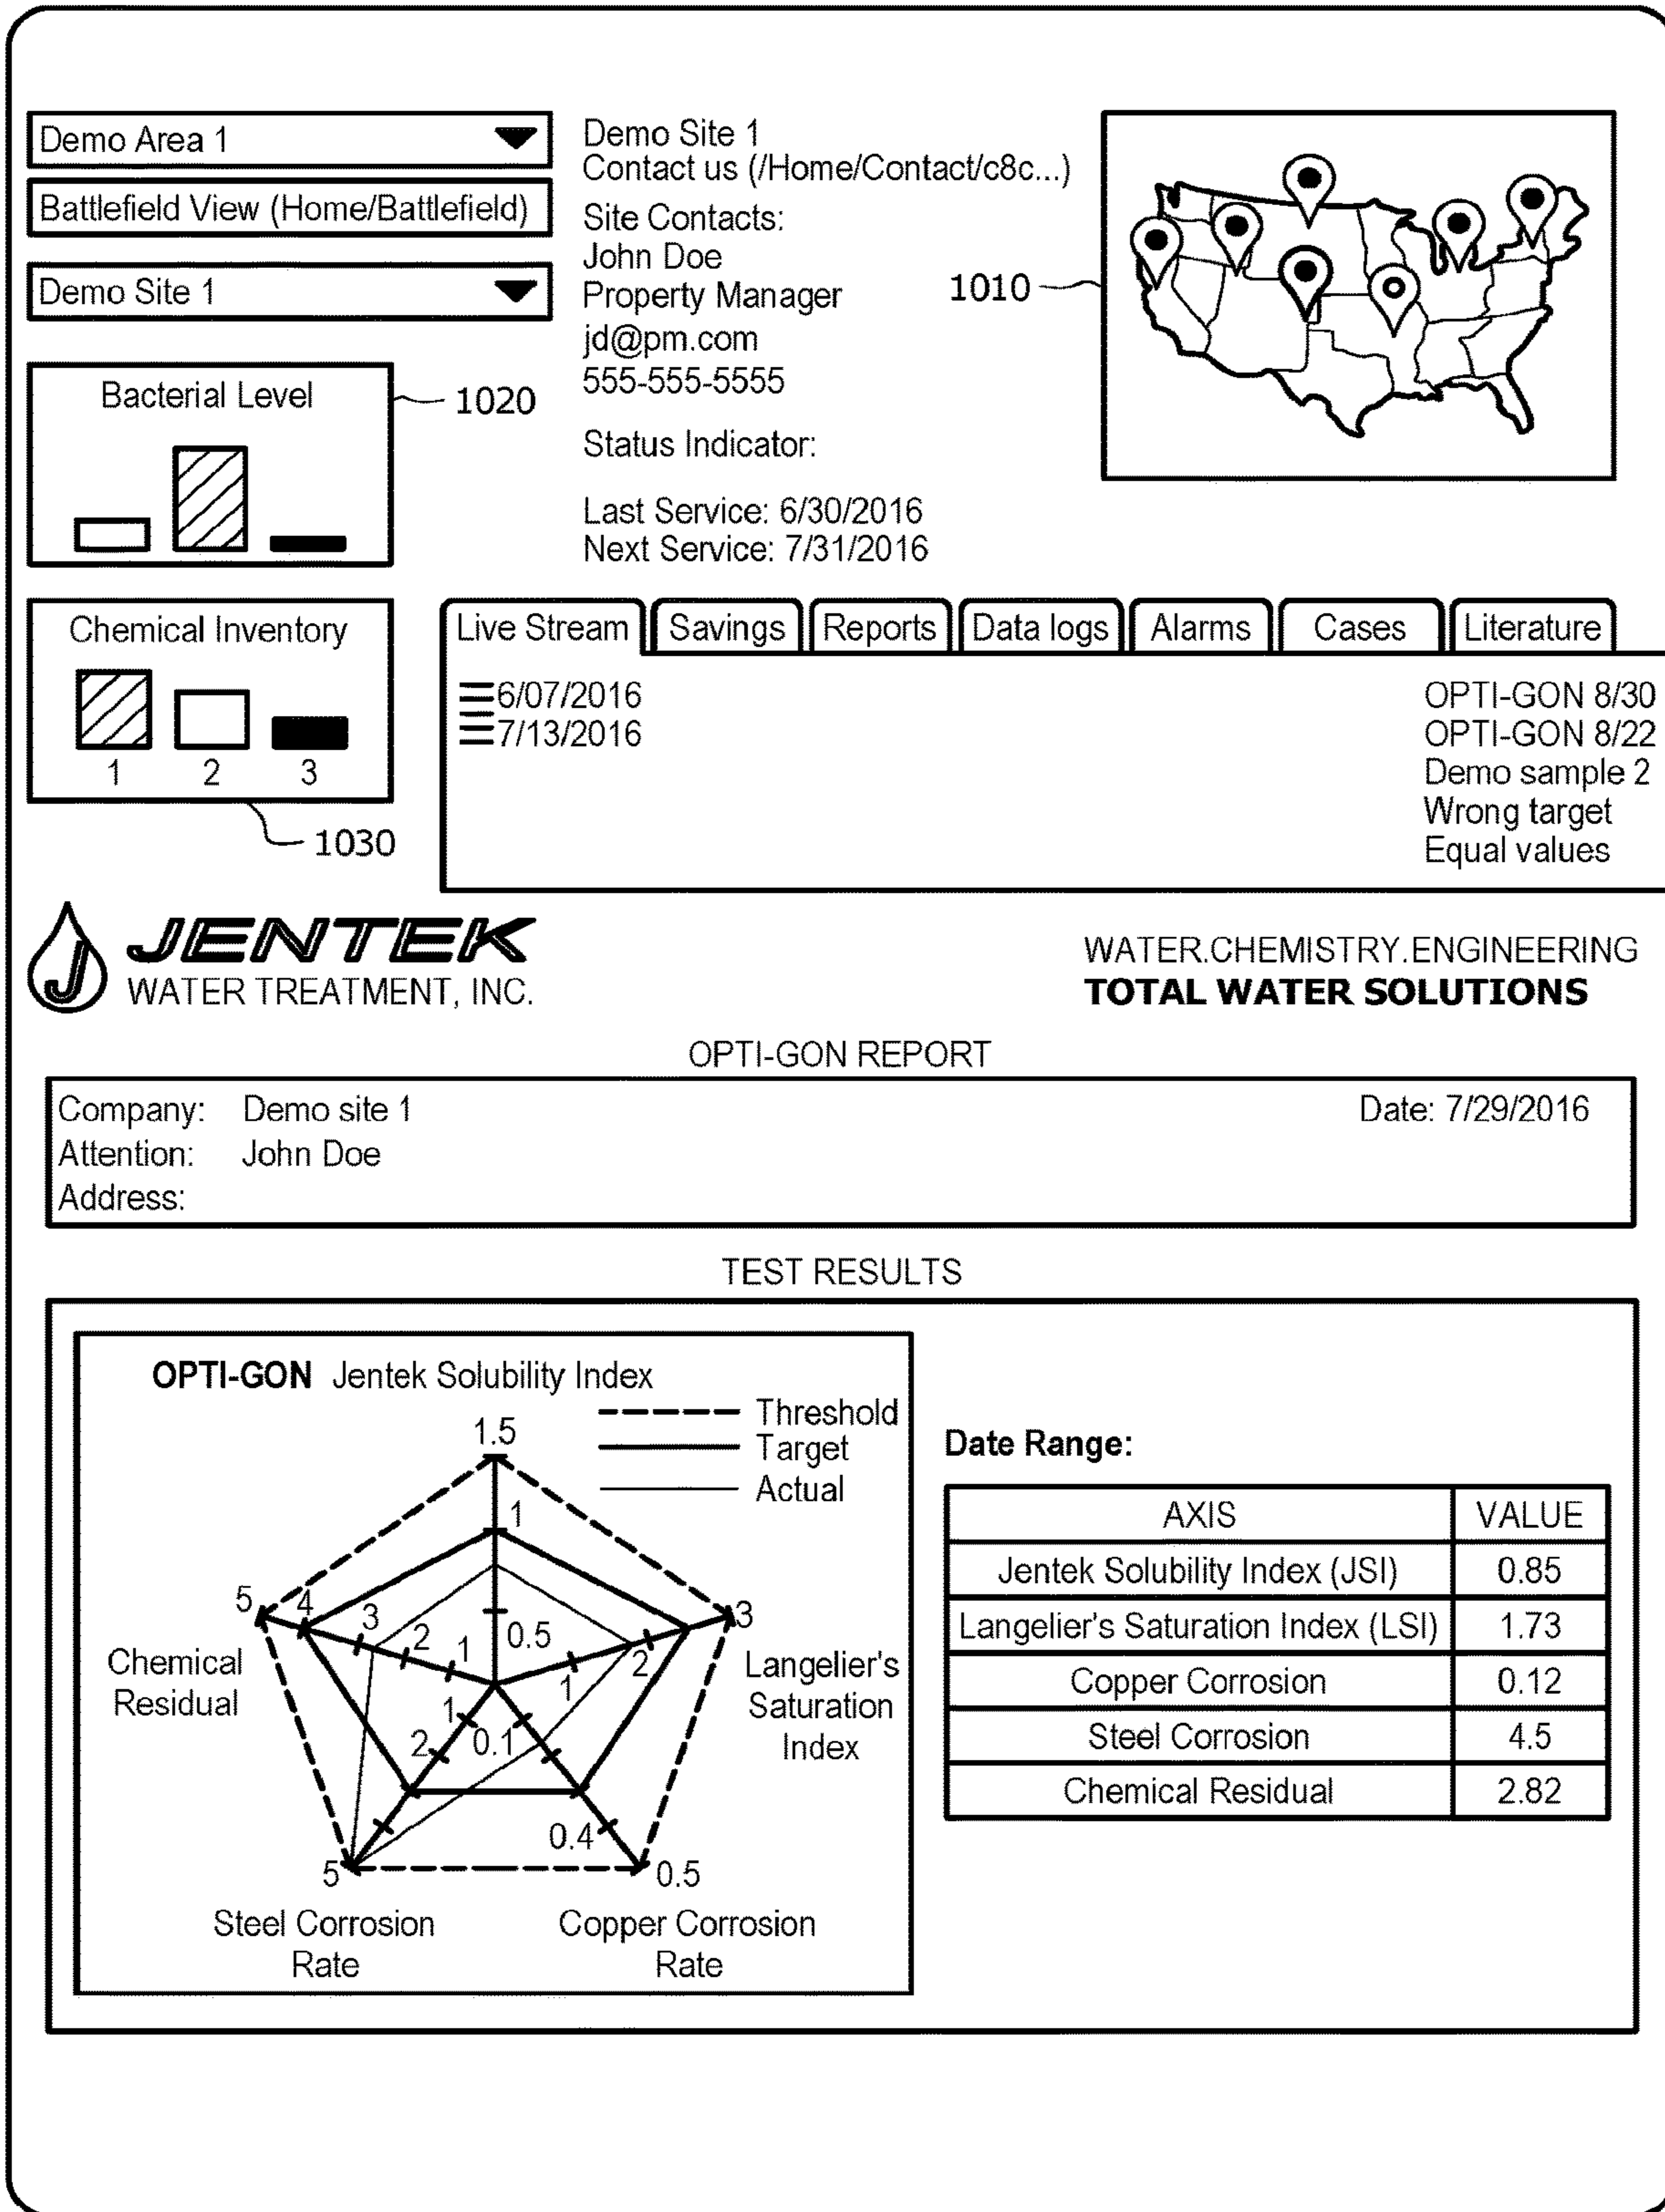 Demo Area 1
Battlefield View (Home/Battlefield)
Demo Site 1
Demo Site 1
Contact us (/Home/Contact/c8c...)
Site Contacts:
John Doe
Property Manager
jd@pm.com
555-555-5555
Status Indicator:
Last Service: 6/30/2016
Next Service: 7/31/2016
1010
Bacterial Level
1020
Chemical Inventory
1 2 3
1030
Live Stream Savings Reports Data logs Alarms Cases Literature
6/07/2016
7/13/2016
OPTI-GON 8/30
OPTI-GON 8/22
Demo sample 2
Wrong target
Equal values
J JENTEK
WATER TREATMENT, INC.
WATER.CHEMISTRY.ENGINEERING
TOTAL WATER SOLUTIONS
OPTI-GON REPORT
Company: Demo site 1 Date: 7/29/2016
Attention: John Doe
Address:
TEST RESULTS
OPTI-GON Jentek Solubility Index
Threshold
Target
Actual
1.5
1
0.5
5 4 3 2 1
1 2 3
Chemical
Residual
Langelier's
Saturation
Index
1 2 5
0.1 0.4 0.5
Steel Corrosion
Rate
Copper Corrosion
Rate
Date Range:
AXIS VALUE
Jentek Solubility Index (JSI) 0.85
Langelier's Saturation Index (LSI) 1.73
Copper Corrosion 0.12
Steel Corrosion 4.5
Chemical Residual 2.82